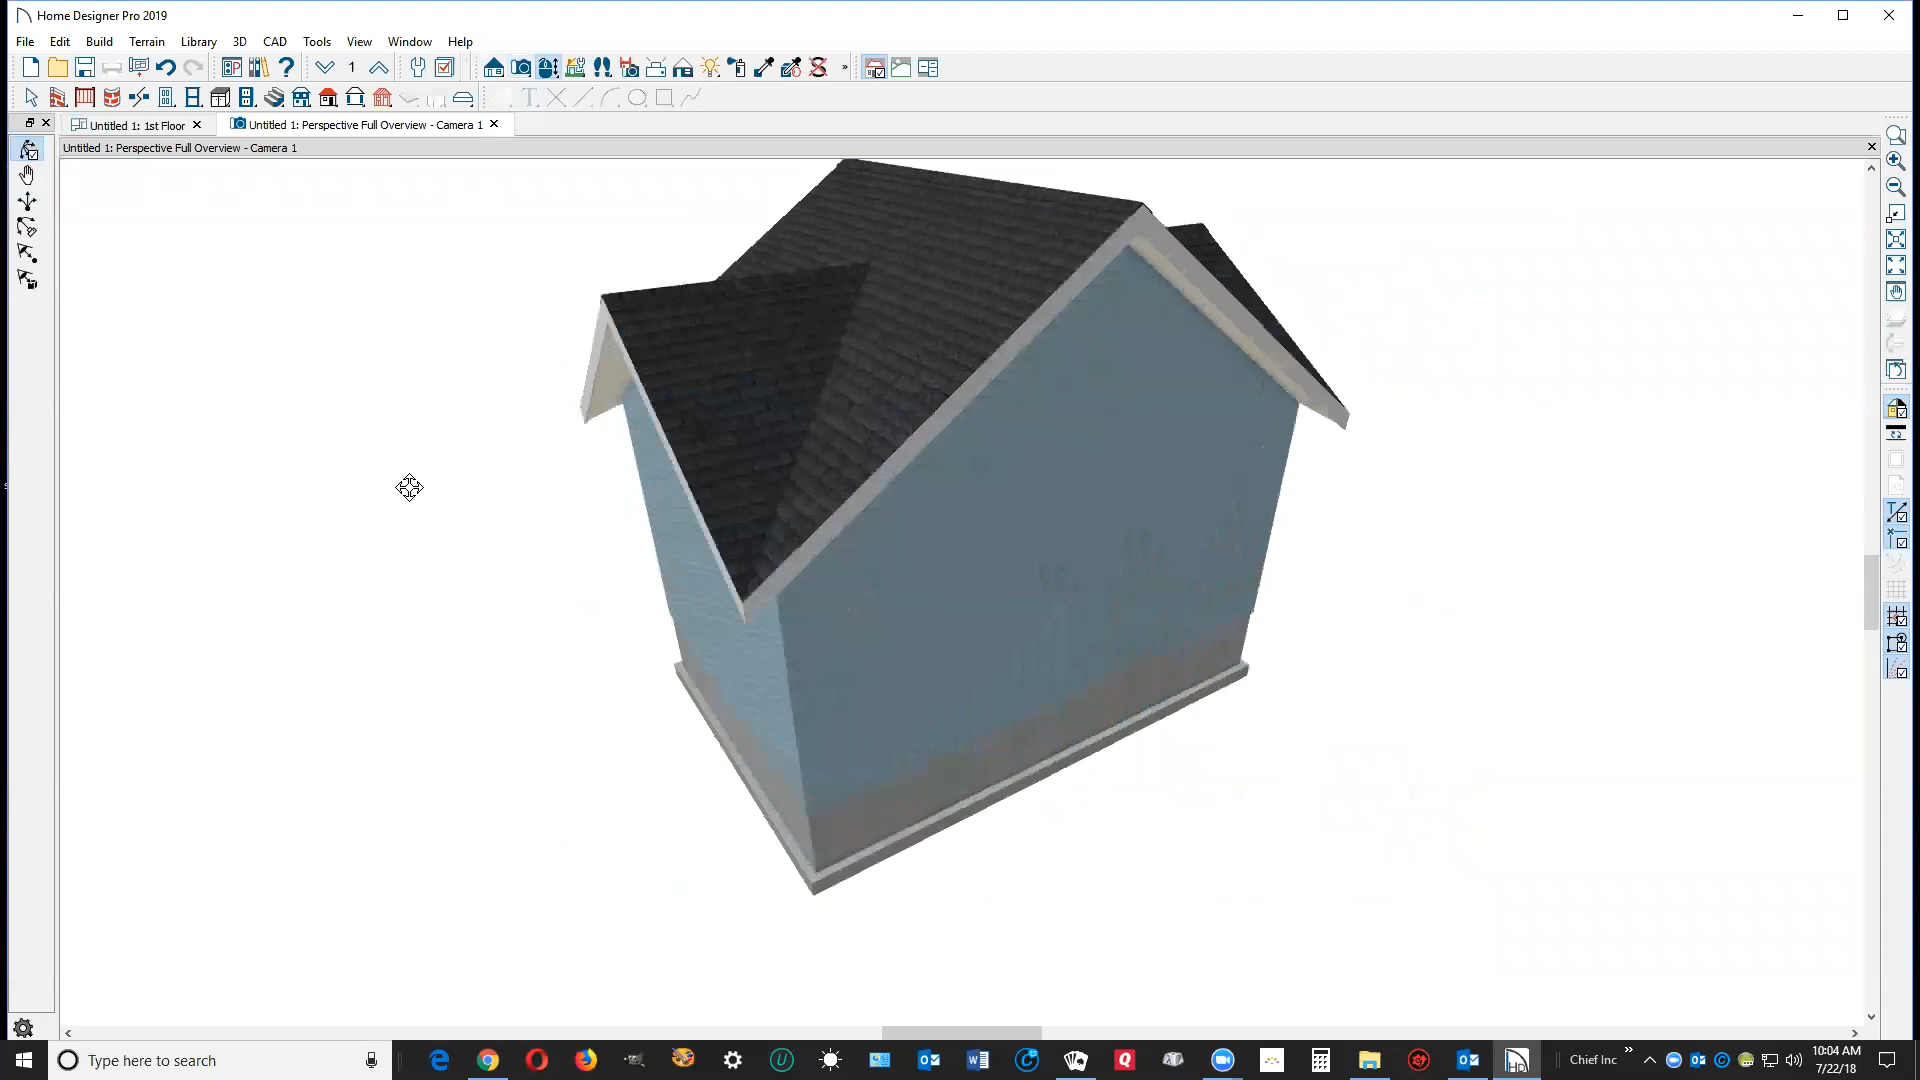 Home Designer Pro 2019
File Edit Build Terrain Library 3D CAD Tools View Window Help
1
Untitled 1: 1st Floor
Untitled 1: Perspective Full Overview - Camera 1
Untitled 1: Perspective Full Overview - Camera 1
Type here to search
Chief Inc
10:04 AM
7/22/18